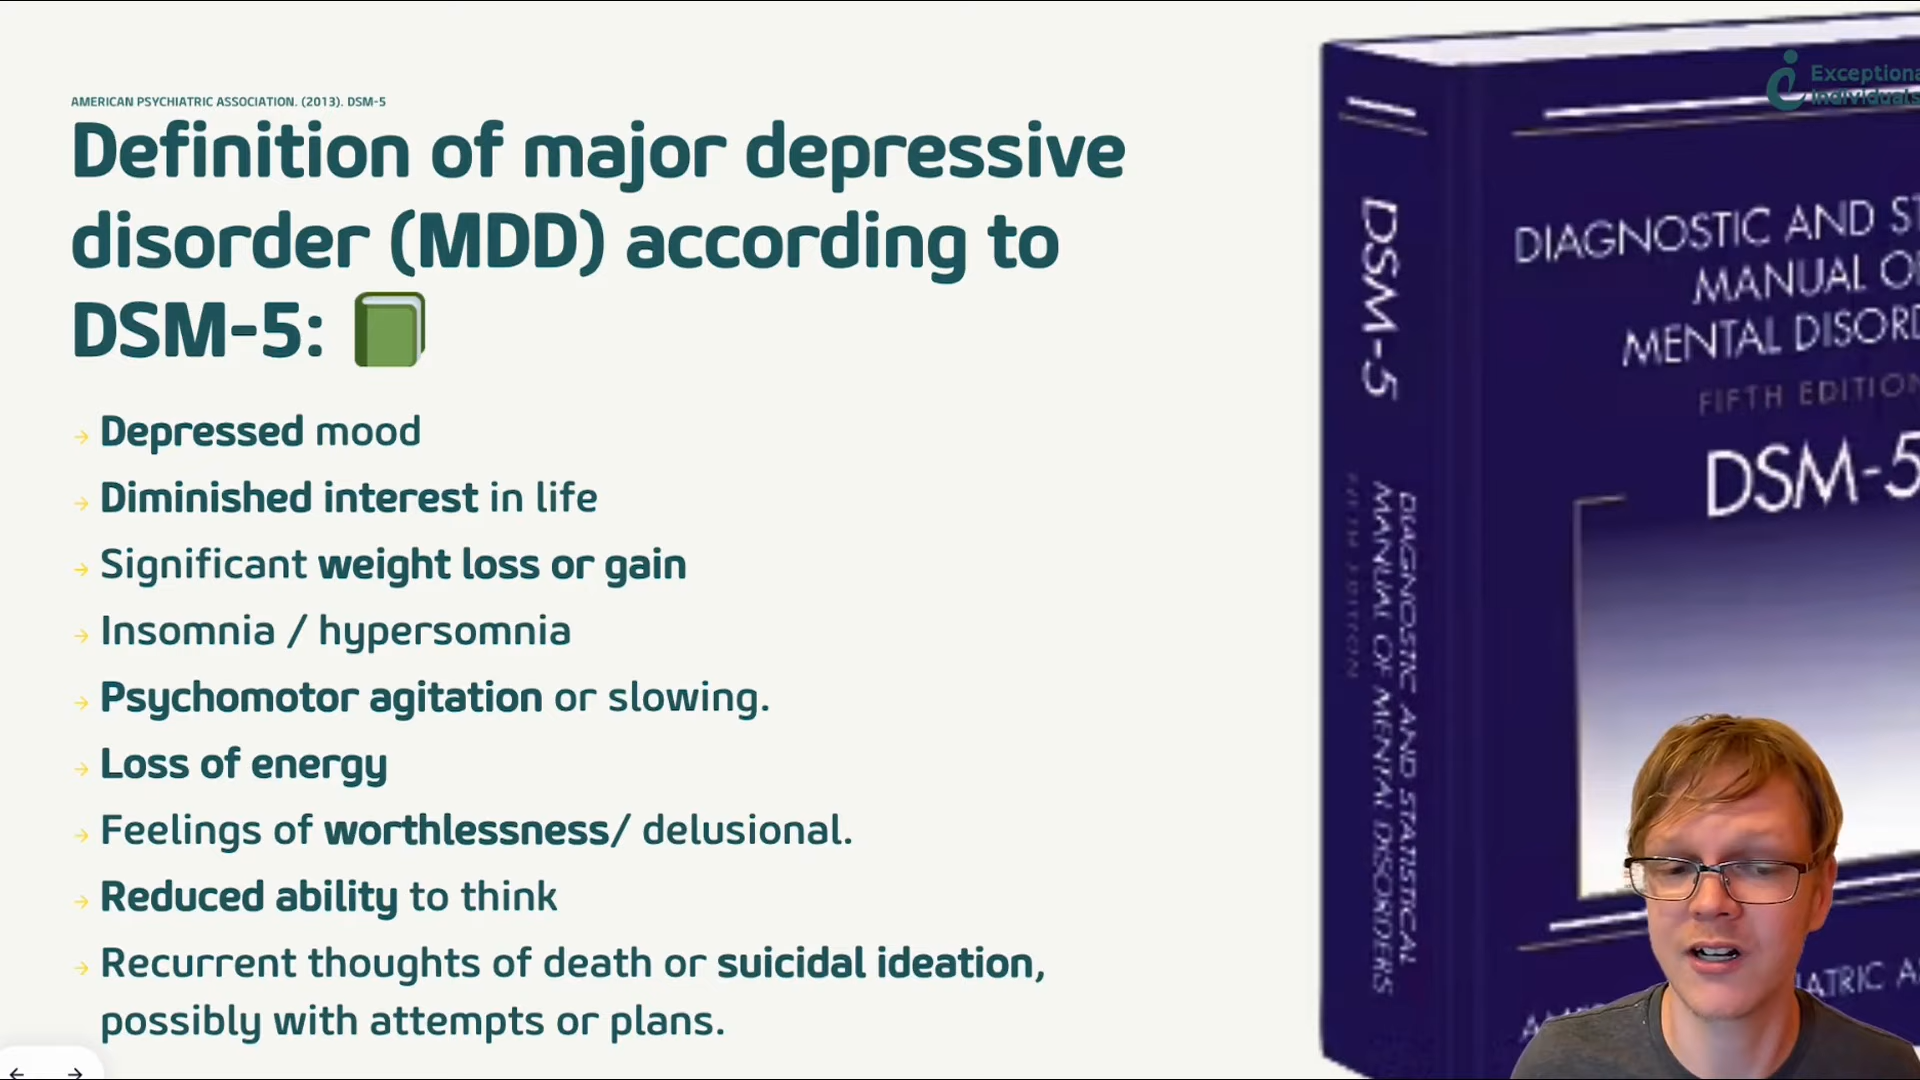 AMERICAN PSYCHIATRIC ASSOCIATION. (2013). DSM-5
Definition of major depressive
disorder (MDD) according to
DSM-5:
→ Depressed mood
→ Diminished interest in life
→ Significant weight loss or gain
→ Insomnia / hypersomnia
→ Psychomotor agitation or slowing.
→ Loss of energy
→ Feelings of worthlessness/ delusional.
→ Reduced ability to think
→ Recurrent thoughts of death or suicidal ideation,
possibly with attempts or plans.
DSM-5
DIAGNOSTIC AND STATISTICAL
MANUAL OF MENTAL DISORDERS
FIFTH EDITION
Exceptiona
Individuals
DIAGNOSTIC AND ST
MANUAL O
MENTAL DISORD
FIFTH EDITION
DSM-5